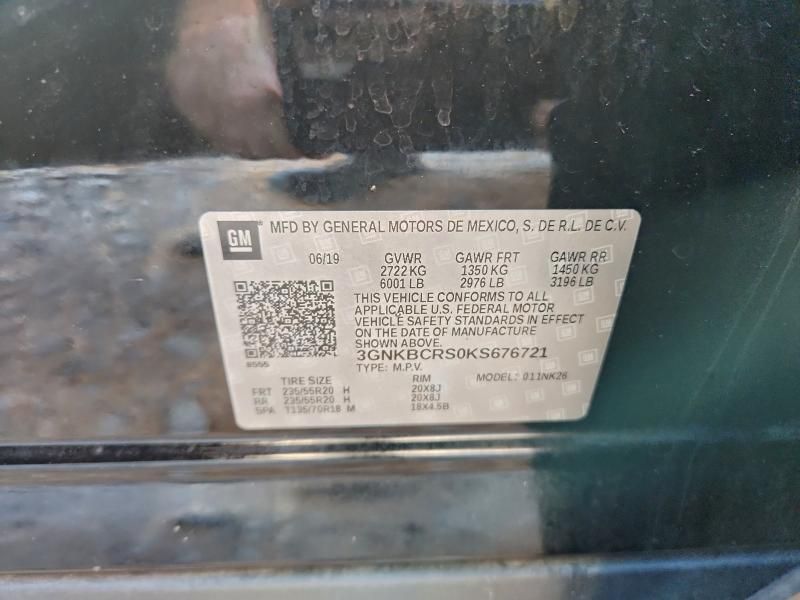 GM ® MFD BY GENERAL MOTORS DE MEXICO, S. DE R.L. DE C.V.
06/19 GVWR GAWR FRT GAWR RR
2722 KG 1350 KG 1450 KG
6001 LB 2976 LB 3196 LB
THIS VEHICLE CONFORMS TO ALL
APPLICABLE U.S. FEDERAL MOTOR
VEHICLE SAFETY STANDARDS IN EFFECT
ON THE DATE OF MANUFACTURE
SHOWN ABOVE.
3GNKBCRS0KS676721
TYPE: M.P.V. MODEL: 011NK26
8555
TIRE SIZE RIM
FRT 235/55R20 H 20X8J
RR 235/55R20 H 20X8J
SPA T135/70R18 M 18X4.5B